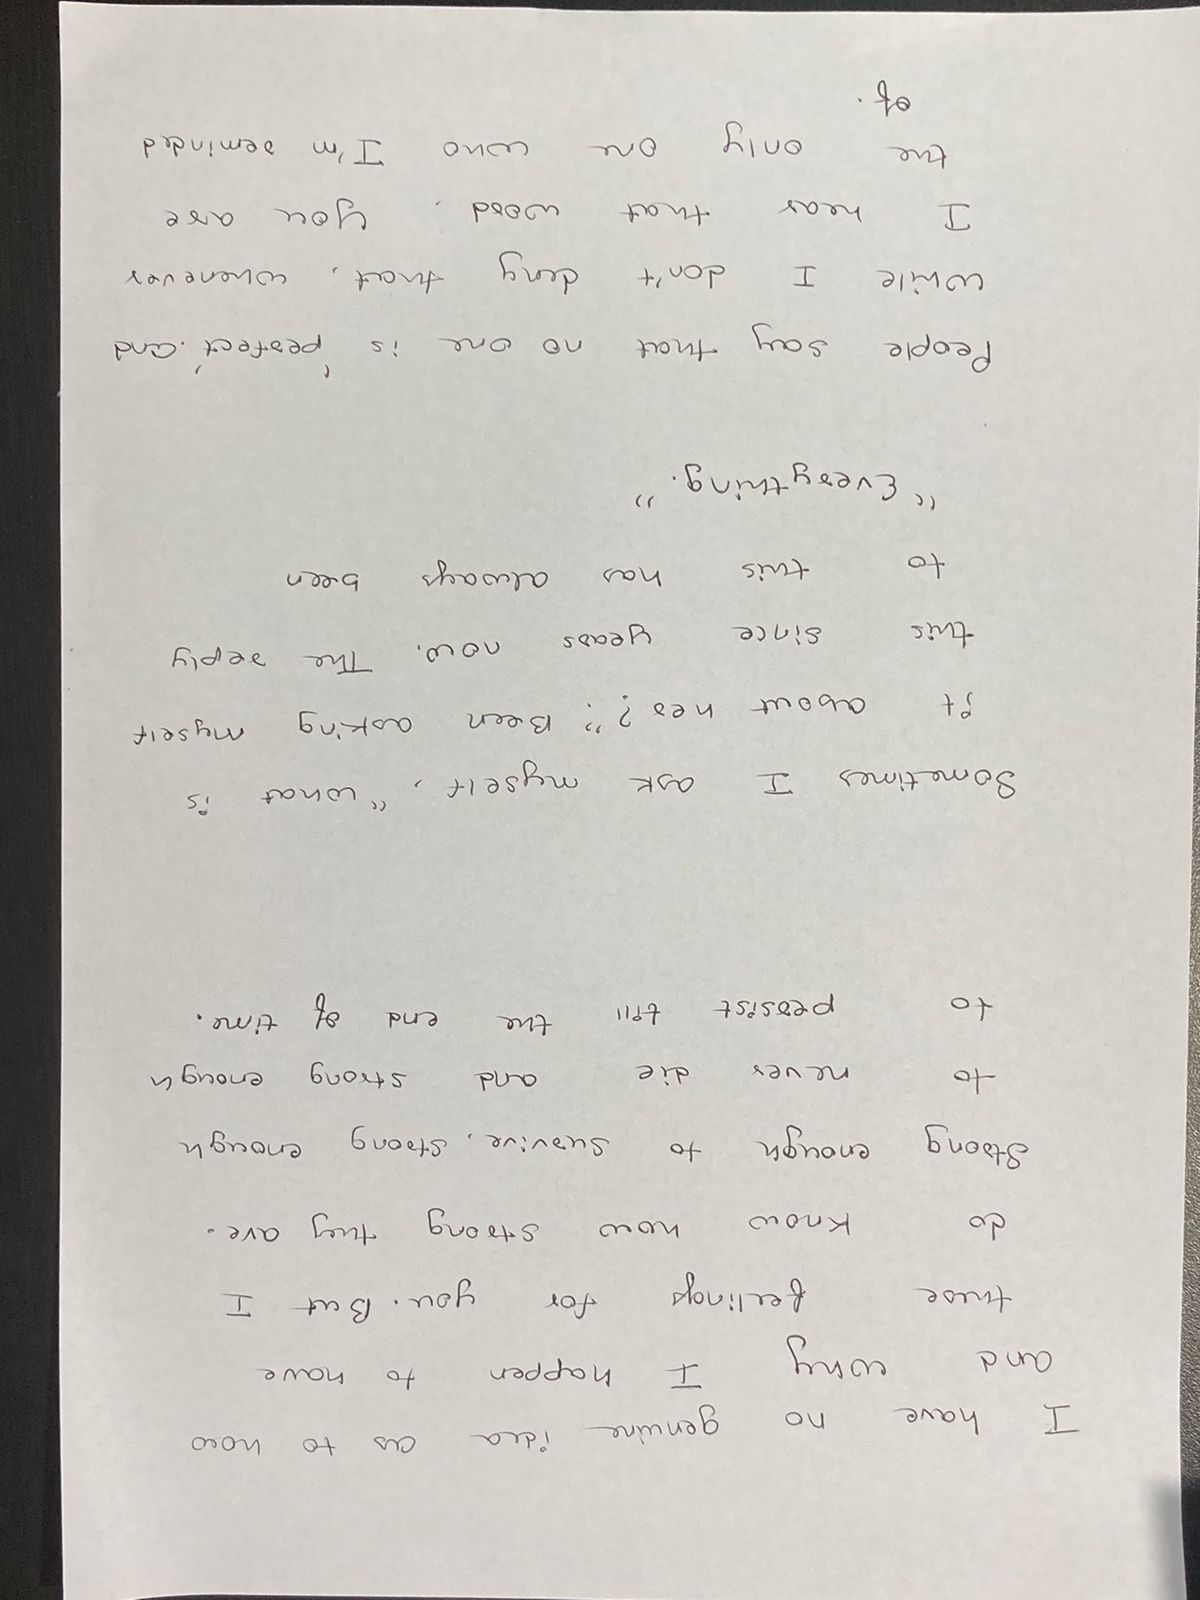 I have no genuine idea as to how
and why I happen to have
these feelings for you. But I
do know how strong they are.
Strong enough to survive, strong enough
to never die and strong enough
to persist till the end of time.
Sometimes I ask myself, "what is
it about her?". Been asking myself
this since years now. The reply
to this has always been
"Everything."
People say that no one is 'perfect'. and
while I don't deny that, whenever
I hear that word, you are
the only one who I'm reminded
of.